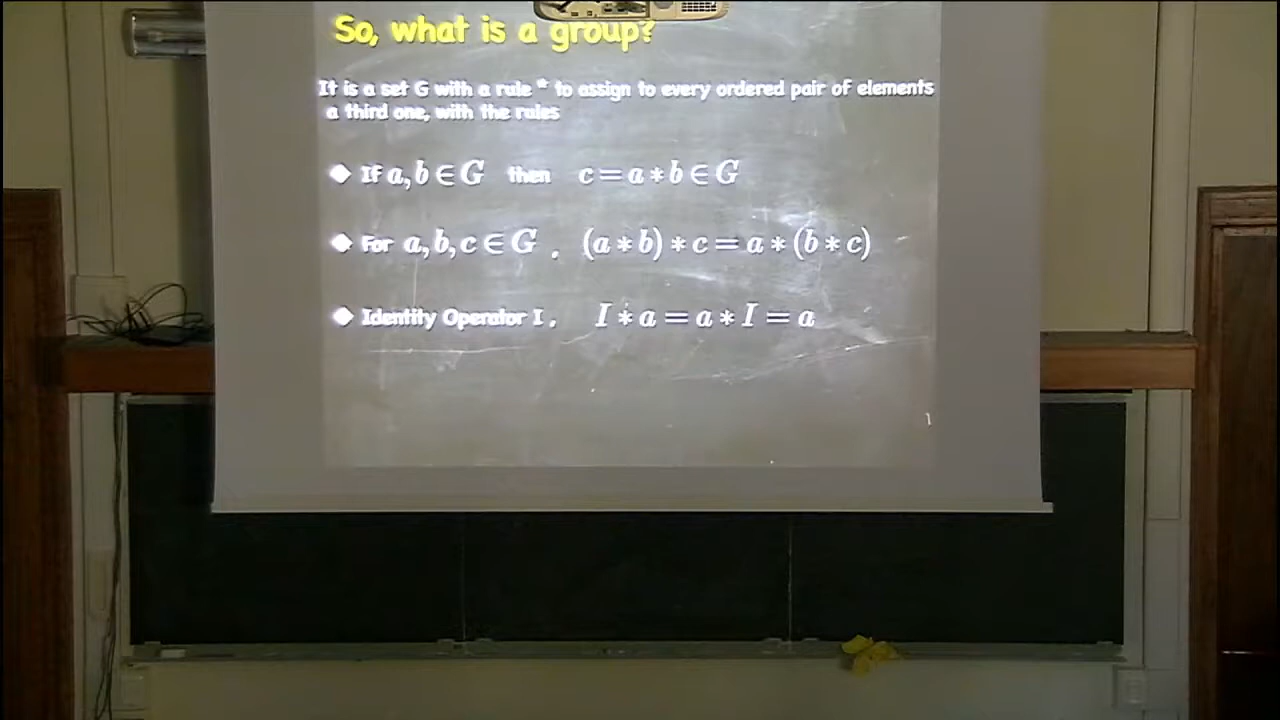 So, what is a group?
It is a set G with a rule * to assign to every ordered pair of elements
a third one, with the rules
◆ If a, b ∈ G then c = a * b ∈ G
◆ For a, b, c ∈ G , (a * b) * c = a * (b * c)
◆ Identity Operator I , I * a = a * I = a